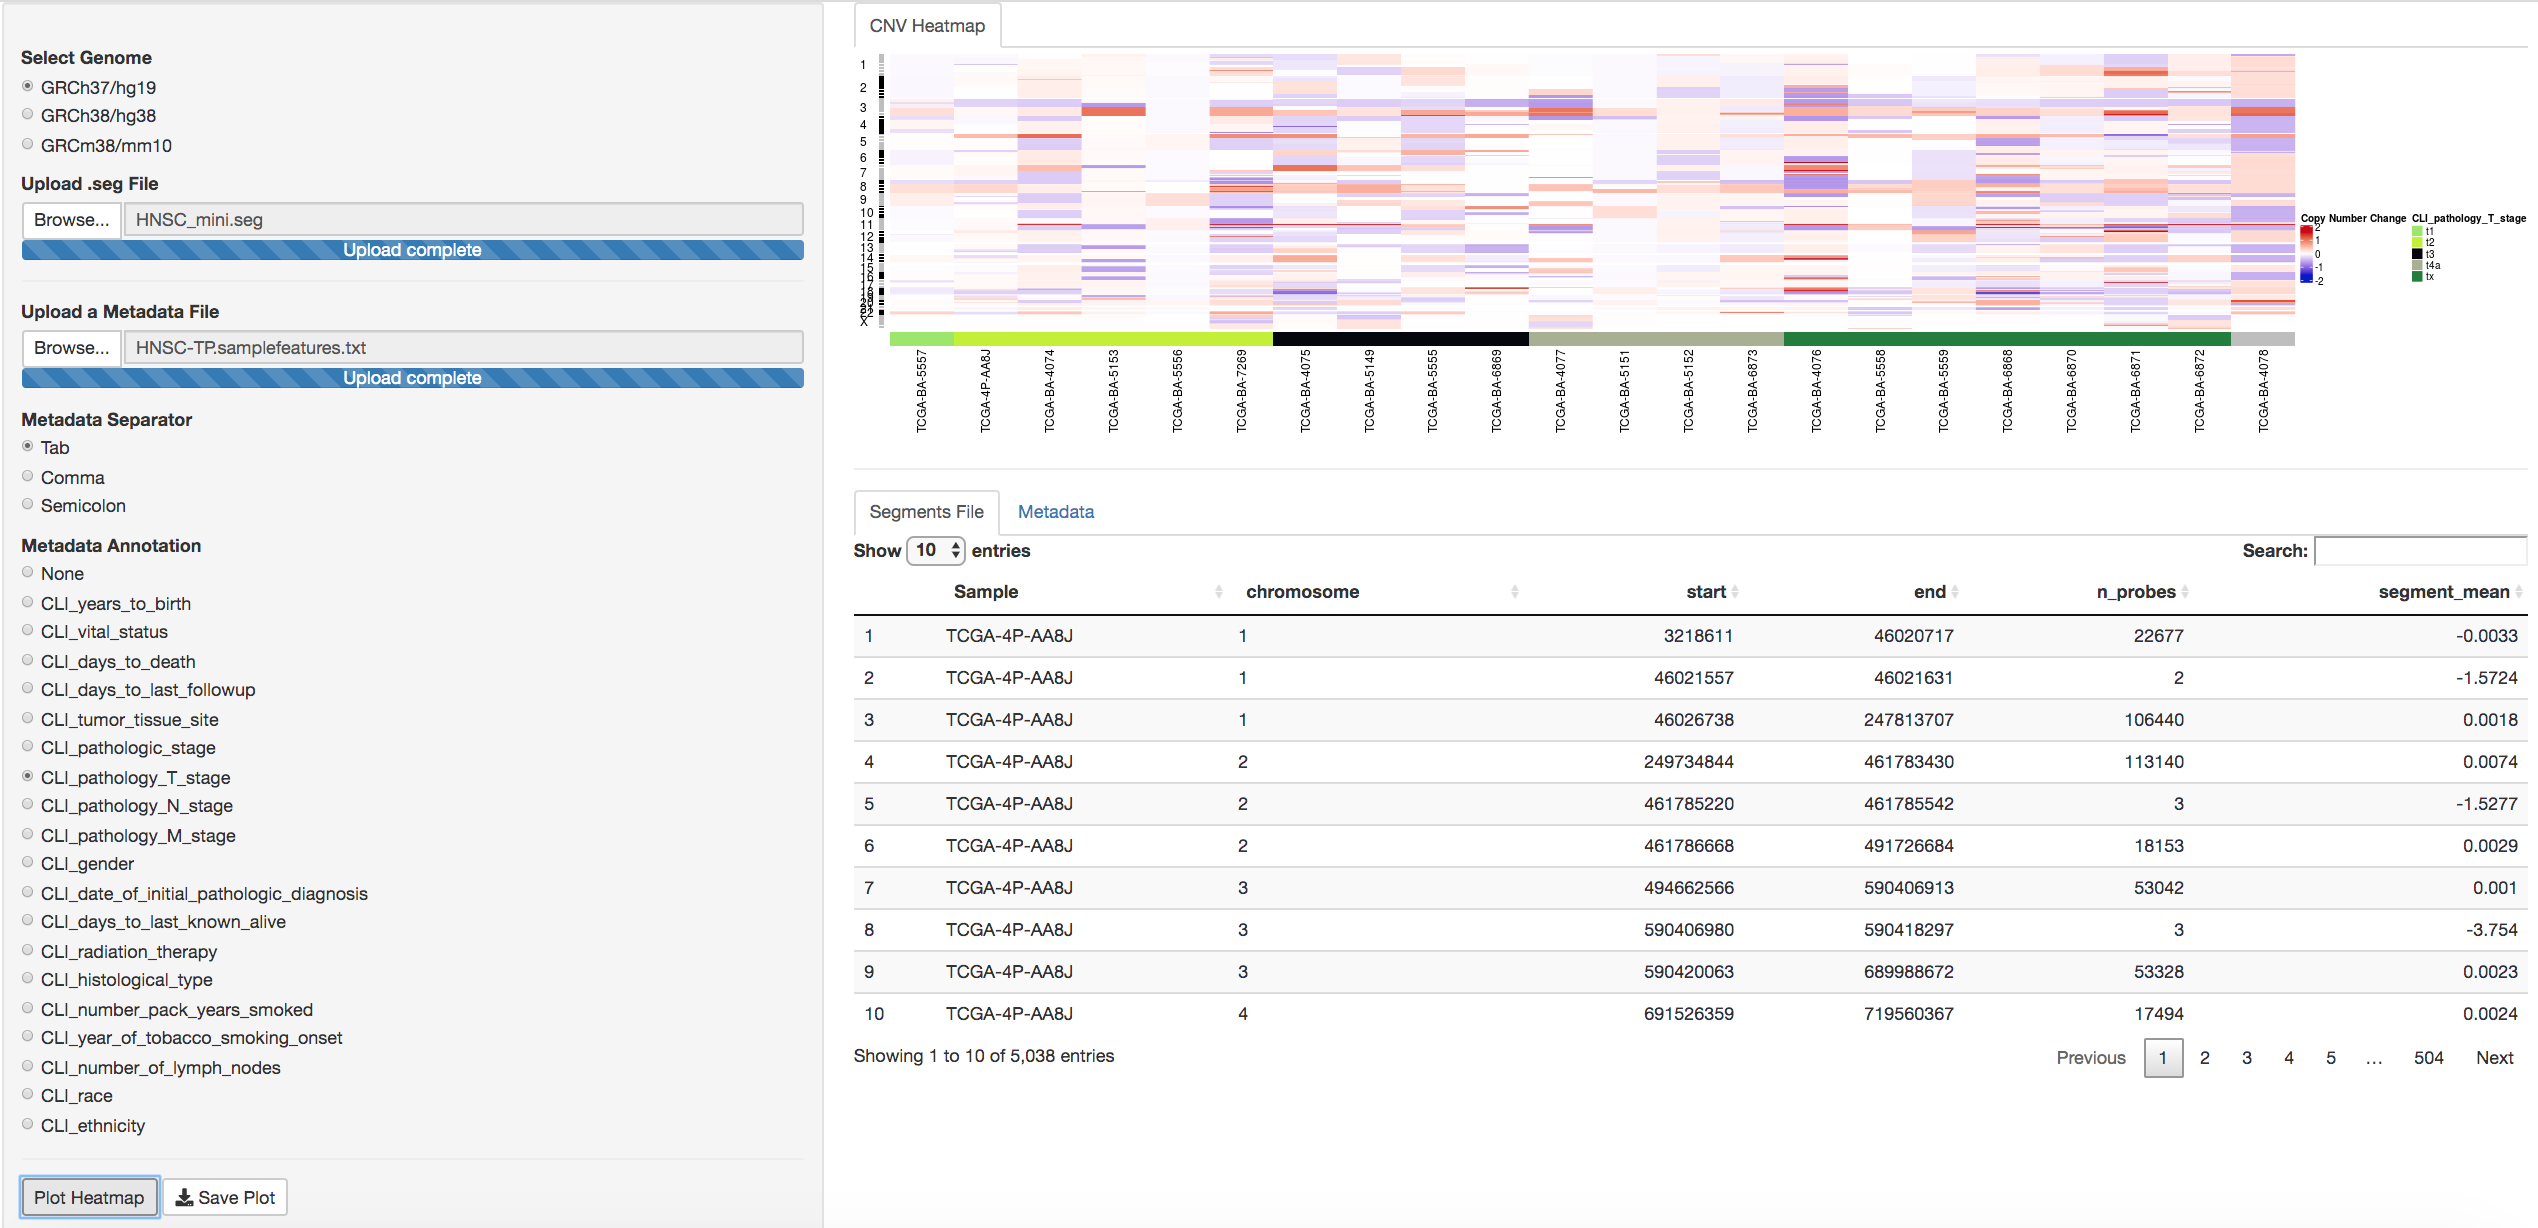 Select Genome
GRCh37/hg19
GRCh38/hg38
GRCm38/mm10
Upload .seg File
Browse... HNSC_mini.seg
Upload complete
Upload a Metadata File
Browse... HNSC-TP.samplefeatures.txt
Upload complete
Metadata Separator
Tab
Comma
Semicolon
Metadata Annotation
None
CLI_years_to_birth
CLI_vital_status
CLI_days_to_death
CLI_days_to_last_followup
CLI_tumor_tissue_site
CLI_pathologic_stage
CLI_pathology_T_stage
CLI_pathology_N_stage
CLI_pathology_M_stage
CLI_gender
CLI_date_of_initial_pathologic_diagnosis
CLI_days_to_last_known_alive
CLI_radiation_therapy
CLI_histological_type
CLI_number_pack_years_smoked
CLI_year_of_tobacco_smoking_onset
CLI_number_of_lymph_nodes
CLI_race
CLI_ethnicity
Plot Heatmap Save Plot
CNV Heatmap
1
2
3
4
5
6
7
8
9
10
11
12
13
14
15
22
X
Copy Number Change
2
1
0
-1
-2
CLI_pathology_T_stage
t1
t2
t3
t4a
tx
TCGA-BA-5557
TCGA-4P-AA8J
TCGA-BA-4074
TCGA-BA-5153
TCGA-BA-5556
TCGA-BA-7269
TCGA-BA-4075
TCGA-BA-5149
TCGA-BA-5555
TCGA-BA-6869
TCGA-BA-4077
TCGA-BA-5151
TCGA-BA-5152
TCGA-BA-6873
TCGA-BA-4076
TCGA-BA-5558
TCGA-BA-5559
TCGA-BA-6868
TCGA-BA-6870
TCGA-BA-6871
TCGA-BA-6872
TCGA-BA-4078
Segments File Metadata
Show 10 entries Search:
Sample chromosome start end n_probes segment_mean
1 TCGA-4P-AA8J 1 3218611 46020717 22677 -0.0033
2 TCGA-4P-AA8J 1 46021557 46021631 2 -1.5724
3 TCGA-4P-AA8J 1 46026738 247813707 106440 0.0018
4 TCGA-4P-AA8J 2 249734844 461783430 113140 0.0074
5 TCGA-4P-AA8J 2 461785220 461785542 3 -1.5277
6 TCGA-4P-AA8J 2 461786668 491726684 18153 0.0029
7 TCGA-4P-AA8J 3 494662566 590406913 53042 0.001
8 TCGA-4P-AA8J 3 590406980 590418297 3 -3.754
9 TCGA-4P-AA8J 3 590420063 689988672 53328 0.0023
10 TCGA-4P-AA8J 4 691526359 719560367 17494 0.0024
Showing 1 to 10 of 5,038 entries
Previous 1 2 3 4 5 ... 504 Next